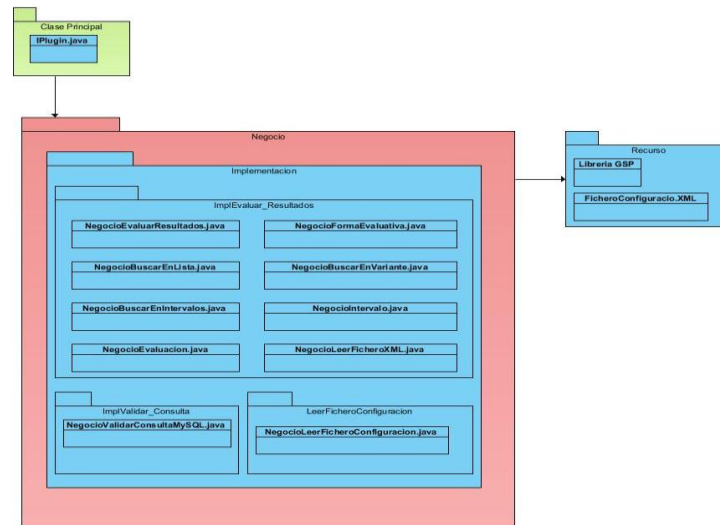 Clase Principal
IPlugin.java
Negocio
Implementacion
ImplEvaluar_Resultados
NegocioEvaluarResultados.java
NegocioFormaEvaluativa.java
NegocioBuscarEnLista.java
NegocioBuscarEnVariante.java
NegocioBuscarEnIntervalos.java
NegocioIntervalo.java
NegocioEvaluacion.java
NegocioLeerFicheroXML.java
ImplValidar_Consulta
NegocioValidarConsultaMySQL.java
LeerFicheroConfiguracion
NegocioLeerFicheroConfiguracion.java
Recurso
Libreria GSP
FicheroConfiguracio.XML